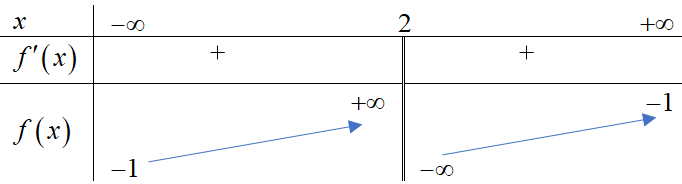 x −∞ 2 +∞
f′(x) + +
+∞ −1
f(x)
−1 −∞